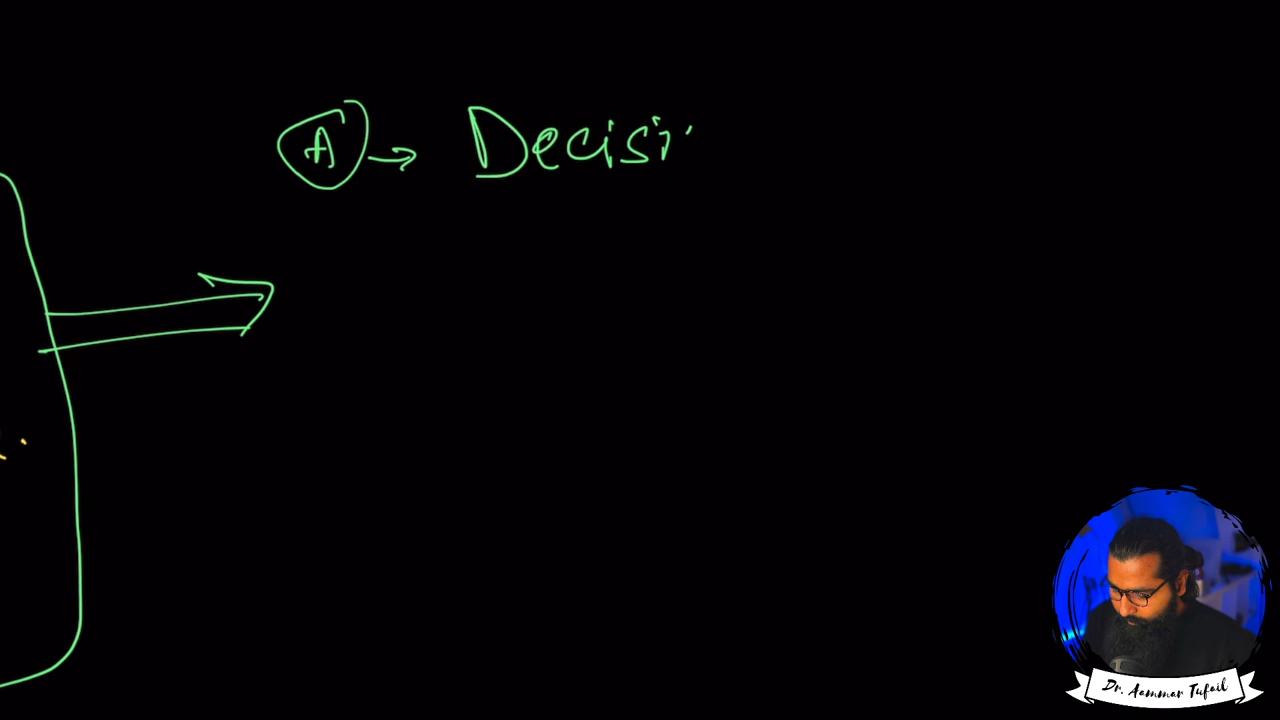 A → Decisi
Dr. Aammar Tufail